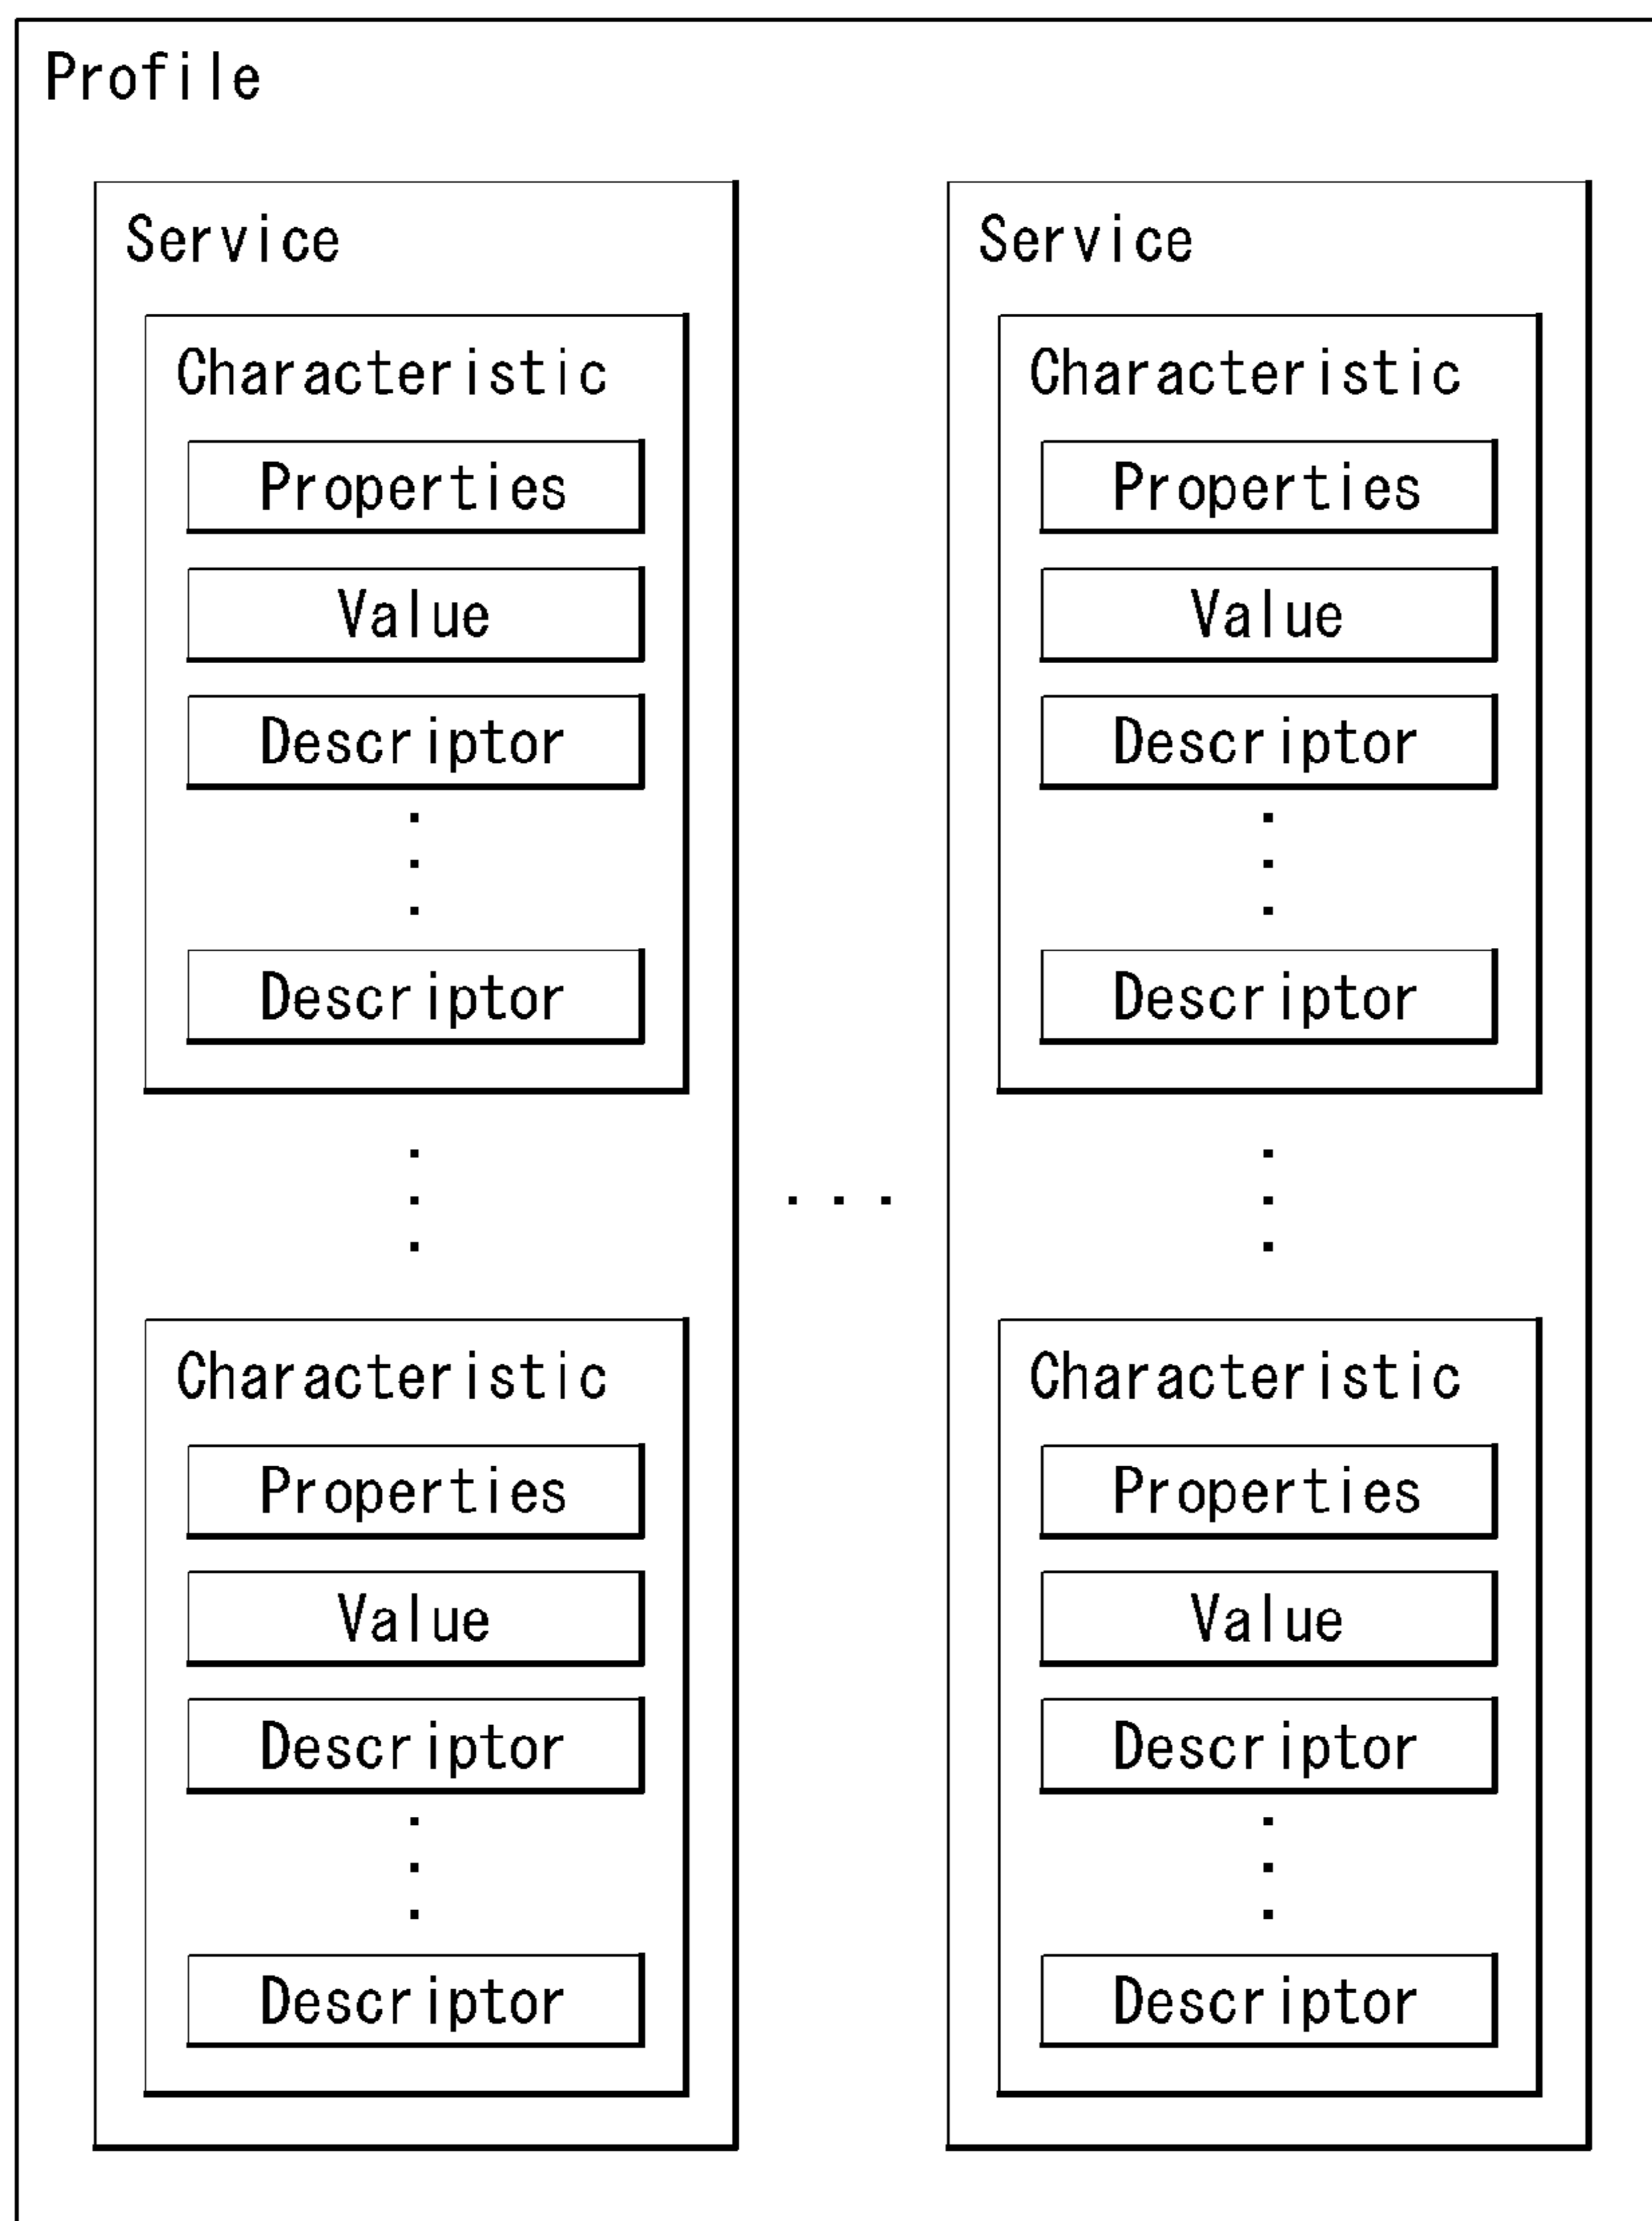 Profile
Service
Characteristic
Properties
Value
Descriptor
Descriptor
Characteristic
Properties
Value
Descriptor
Descriptor
Service
Characteristic
Properties
Value
Descriptor
Descriptor
Characteristic
Properties
Value
Descriptor
Descriptor